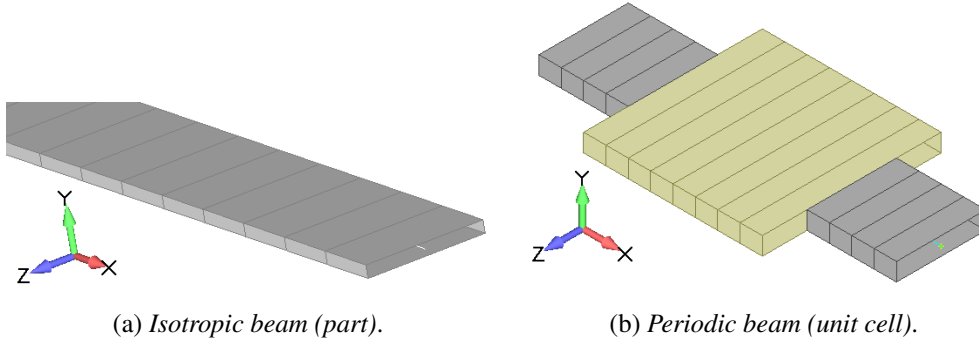 Y
Z
X
Y
Z
X
(a) Isotropic beam (part).
(b) Periodic beam (unit cell).